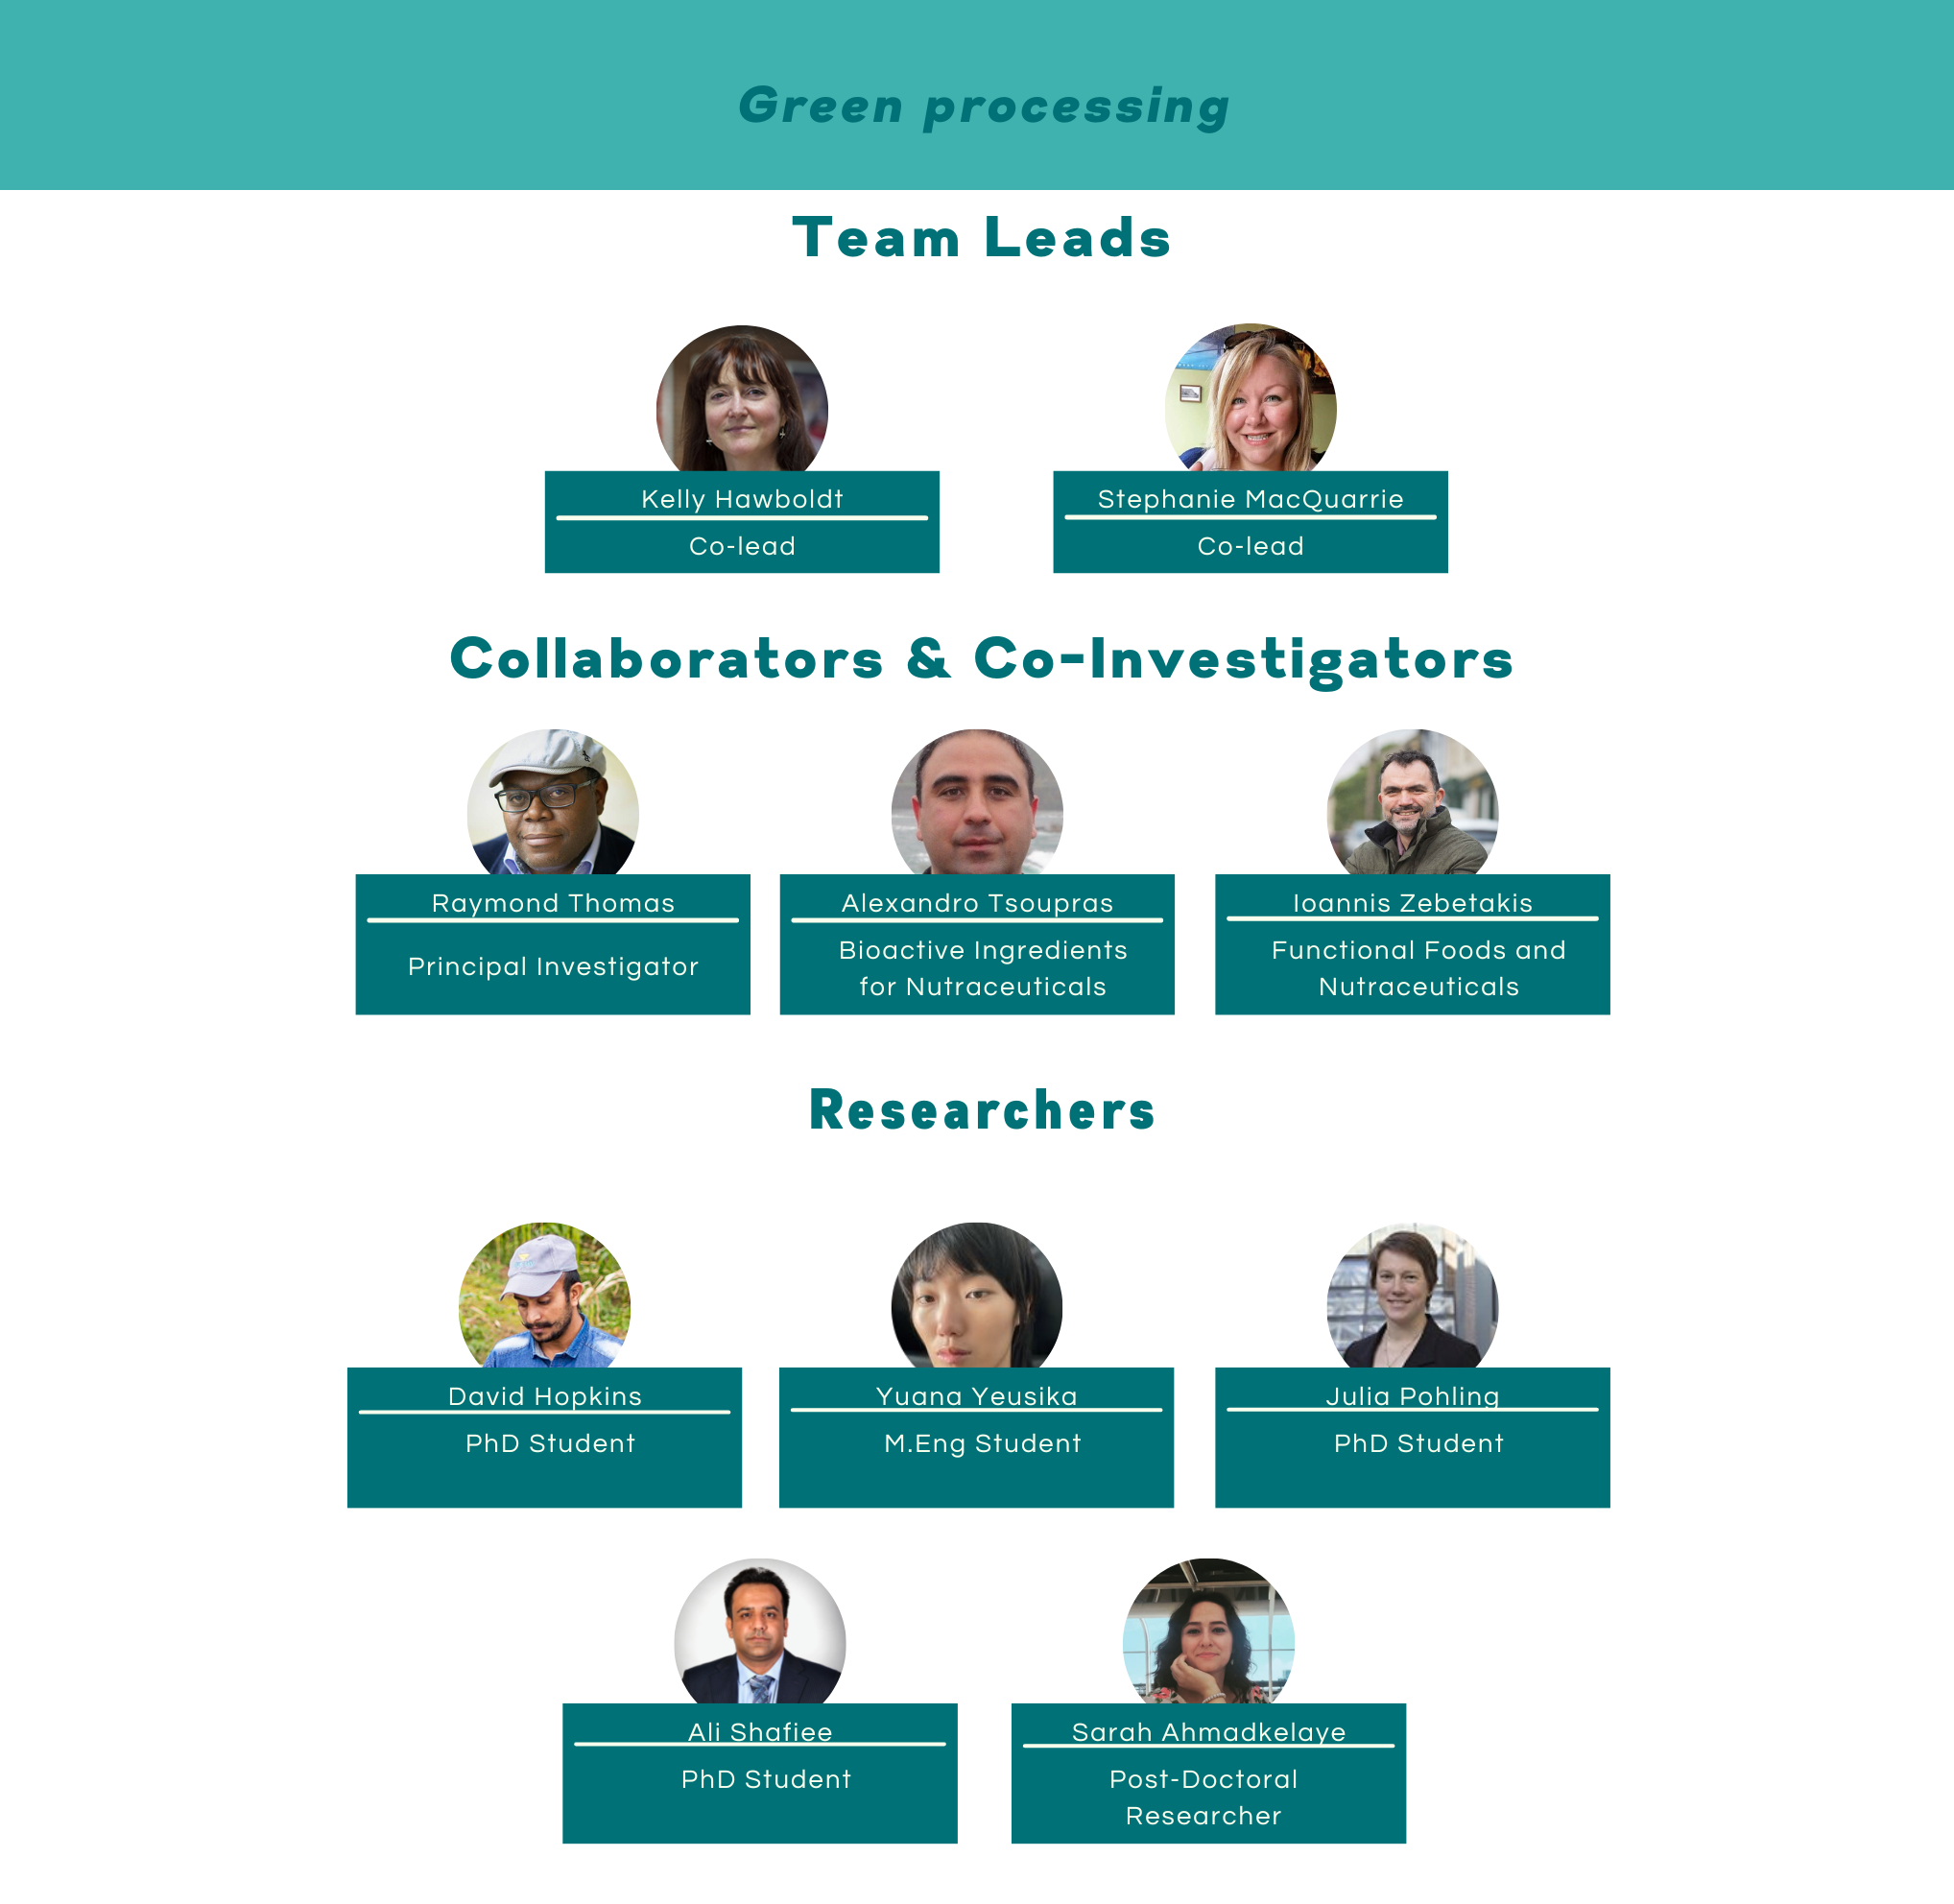 Green processing
Team Leads
Kelly Hawboldt
Co-lead
Stephanie MacQuarrie
Co-lead
Collaborators & Co-Investigators
Raymond Thomas
Principal Investigator
Alexandro Tsoupras
Bioactive Ingredients
for Nutraceuticals
Ioannis Zebetakis
Functional Foods and
Nutraceuticals
Researchers
David Hopkins
PhD Student
Yuana Yeusika
M.Eng Student
Julia Pohling
PhD Student
Ali Shafiee
PhD Student
Sarah Ahmadkelaye
Post-Doctoral
Researcher